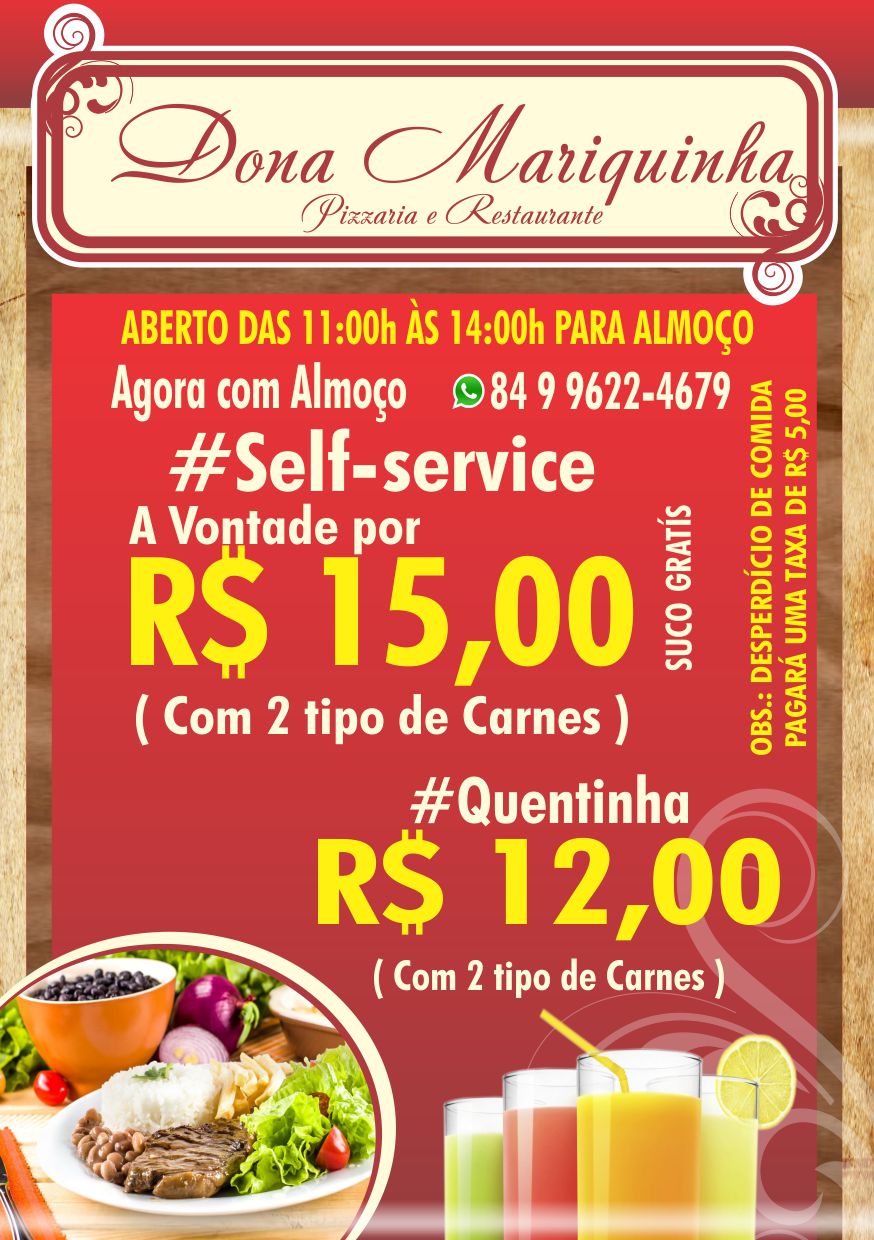 Dona Mariquinha
Pizzaria e Restaurante
ABERTO DAS 11:00h ÀS 14:00h PARA ALMOÇO
Agora com Almoço
84 9 9622-4679
#Self-service
A Vontade por
R$ 15,00
( Com 2 tipo de Carnes )
SUCO GRATÍS
OBS.: DESPERDÍCIO DE COMIDA
PAGARÁ UMA TAXA DE R$ 5,00
#Quentinha
R$ 12,00
( Com 2 tipo de Carnes )